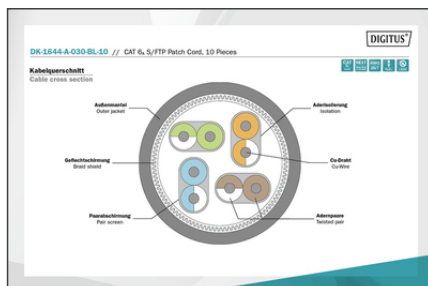 DIGITUS®
DK-1644-A-030-BL-10 // CAT 6A S/FTP Patch Cord, 10 Pieces
Kabelquerschnitt
Cable cross section
Außenmantel
Outer jacket
Aderisolierung
Isolation
Geflechtschirmung
Braid shield
Cu-Draht
Cu-Wire
Paarabschirmung
Pair screen
Adernpaare
Twisted pair